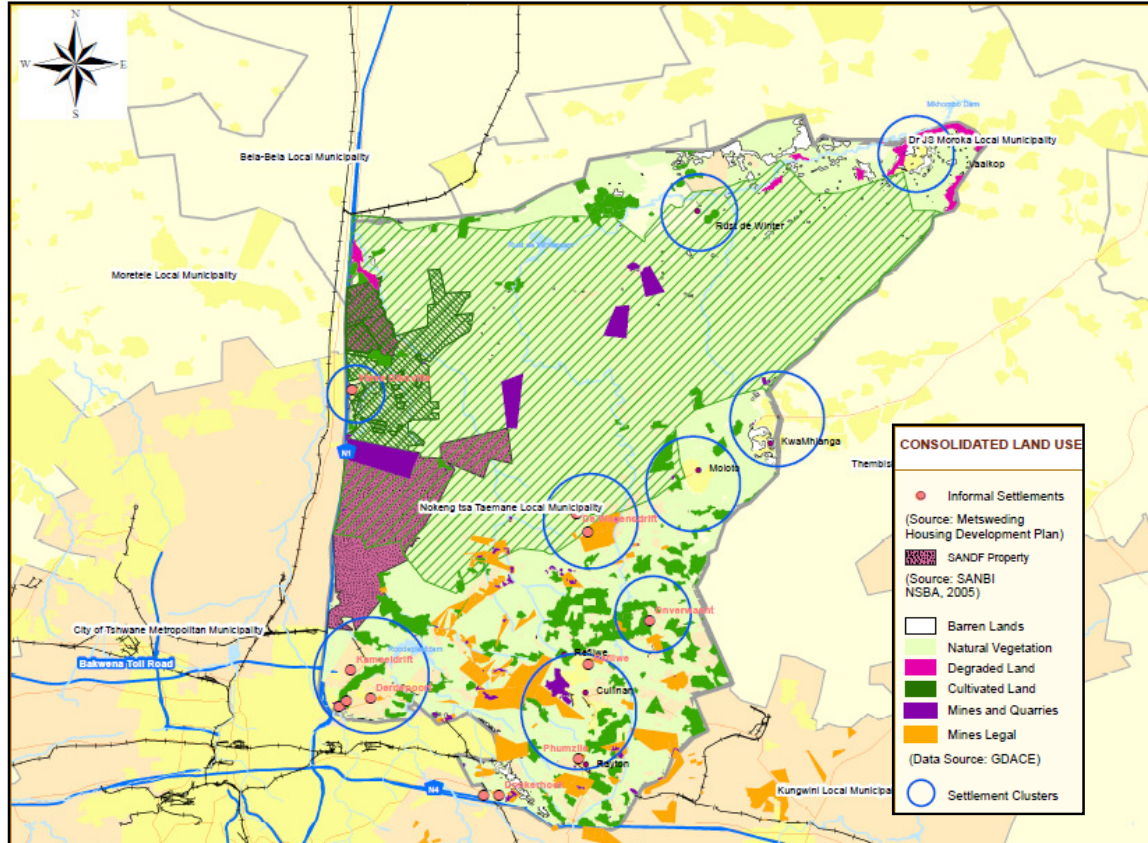 N
W E
S
Mkhombo Dam
Dr JS Moroka Local Municipality
Bela-Bela Local Municipality
Vaalkop
Rust de Winter
Moretele Local Municipality
KwaMhlanga
N1
Moloto
Nokeng tsa Taemane Local Municipality
Onverwacht
City of Tshwane Metropolitan Municipality
Bakwena Toll Road
Kameeldrift
Refilwe
Cullinan
Phumzile
Rayton
N4
CONSOLIDATED LAND USE
Informal Settlements
(Source: Metsweding
Housing Development Plan)
SANDF Property
(Source: SANBI
NSBA, 2005)
Barren Lands
Natural Vegetation
Degraded Land
Cultivated Land
Mines and Quarries
Mines Legal
(Data Source: GDACE)
Settlement Clusters
Thembis
Kungwini Local Municipa